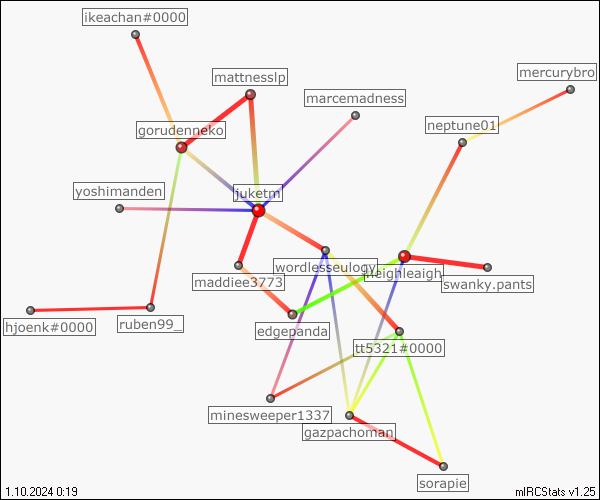 ikeachan#0000
mattnesslp
mercurybro
marcemadness
gorudenneko
neptune01
yoshimanden
juketm
wordlesseulogy
maddiee3773
swanky.pants
hjoenk#0000
ruben99_
edgepanda
tt5321#0000
minesweeper1337
gazpachoman
sorapie
1.10.2024 0:19
mIRCStats v1.25